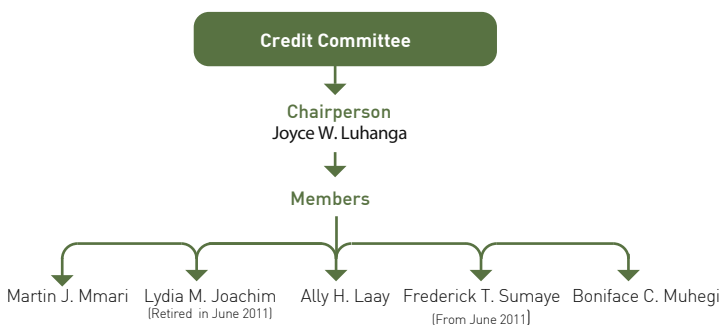 Credit Committee
Chairperson
Joyce W. Luhanga
Members
Martin J. Mmari
Lydia M. Joachim
(Retired in June 2011)
Ally H. Laay
Frederick T. Sumaye
(From June 2011)
Boniface C. Muhegi